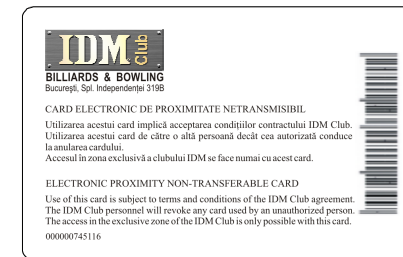 IDM Club
BILLIARDS & BOWLING
București, Spl. Independenței 319B
CARD ELECTRONIC DE PROXIMITATE NETRANSMISIBIL
Utilizarea acestui card implică acceptarea condițiilor contractului IDM Club.
Utilizarea acestui card de către o altă persoană decât cea autorizată conduce
la anularea cardului.
Accesul în zona exclusivă a clubului IDM se face numai cu acest card.
ELECTRONIC PROXIMITY NON-TRANSFERABLE CARD
Use of this card is subject to terms and conditions of the IDM Club agreement.
The IDM Club personnel will revoke any card used by an unauthorized person.
The access in the exclusive zone of the IDM Club is only possible with this card.
000000745116